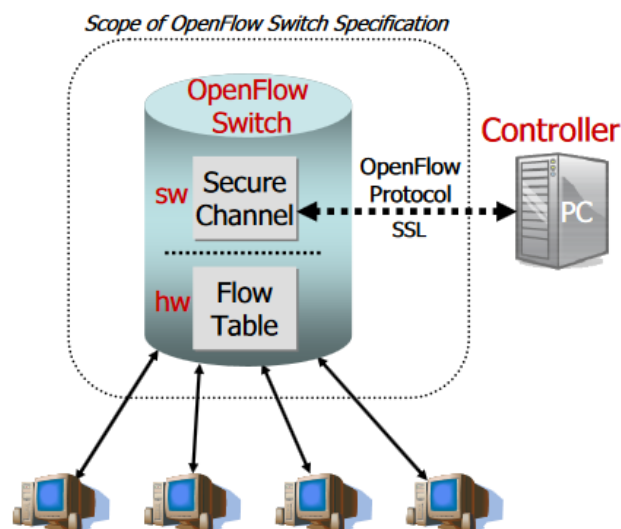 Scope of OpenFlow Switch Specification
OpenFlow
Switch
Controller
sw
Secure
Channel
OpenFlow
Protocol
SSL
PC
hw
Flow
Table